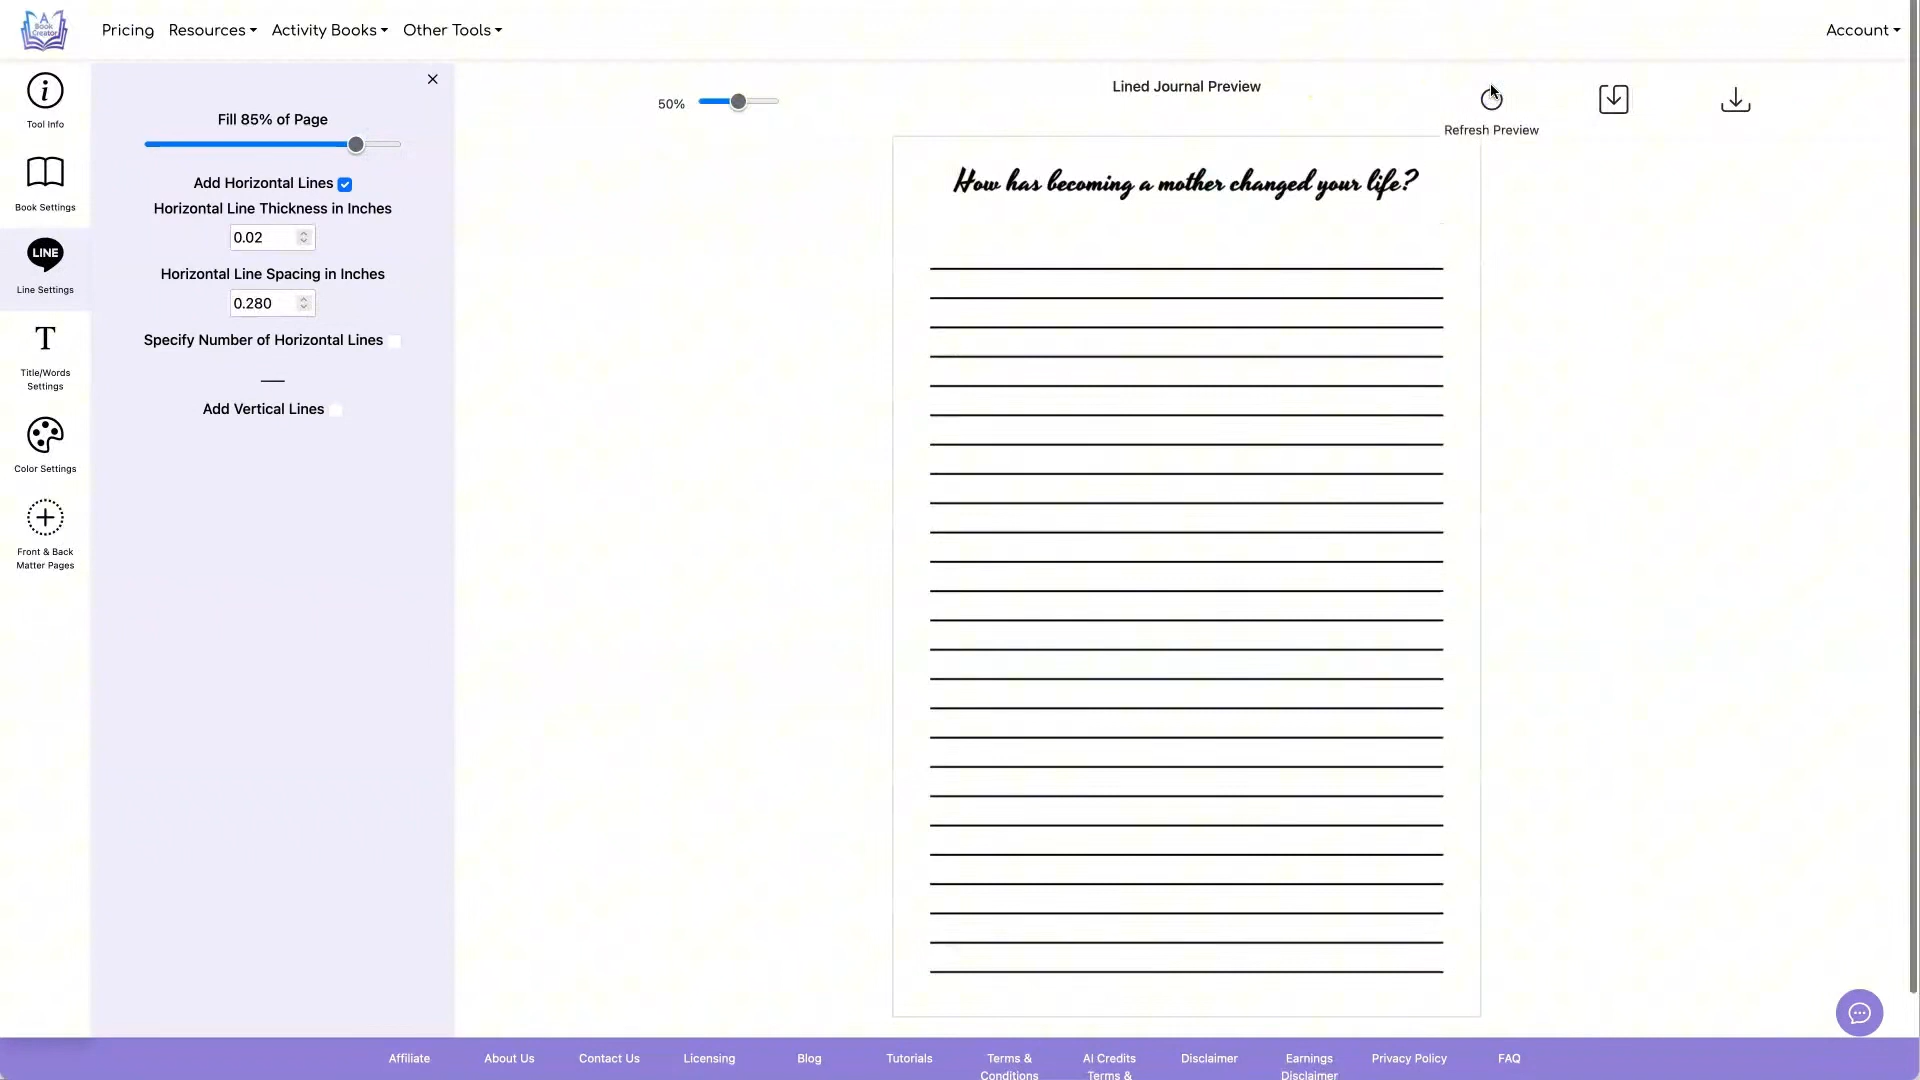 A
Book
Creator
Pricing
Resources
Activity Books
Other Tools
Account
Tool Info
Book Settings
LINE
Line Settings
T
Title/Words
Settings
Color Settings
Front & Back
Matter Pages
Fill 85% of Page
Add Horizontal Lines
Horizontal Line Thickness in Inches
0.02
Horizontal Line Spacing in Inches
0.280
Specify Number of Horizontal Lines
Add Vertical Lines
50%
Lined Journal Preview
Refresh Preview
How has becoming a mother changed your life?
Affiliate
About Us
Contact Us
Licensing
Blog
Tutorials
Terms &
Conditions
AI Credits
Terms &
Disclaimer
Earnings
Disclaimer
Privacy Policy
FAQ